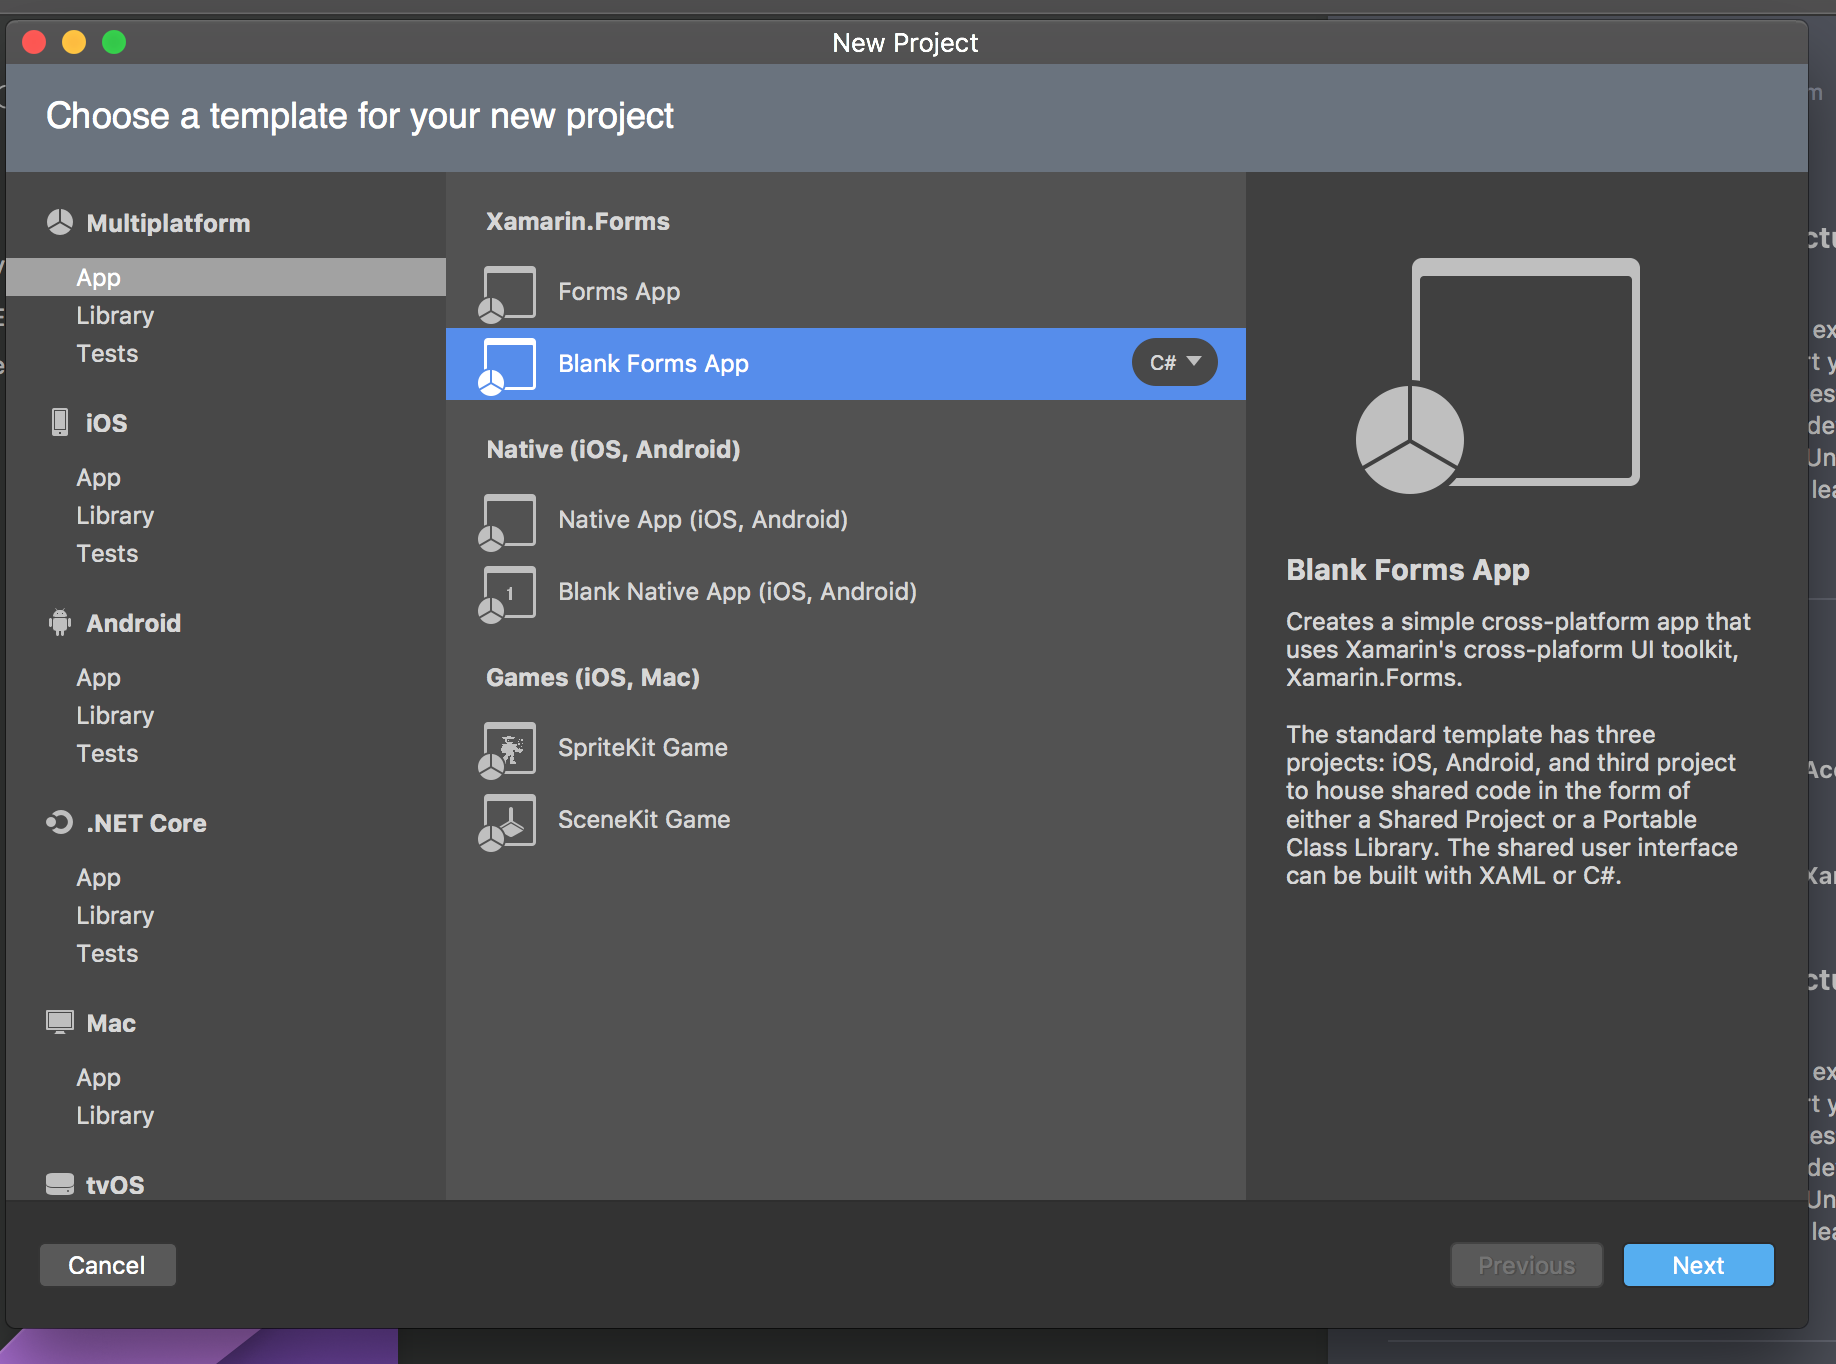 New Project
Choose a template for your new project
Multiplatform
App
Library
Tests
iOS
App
Library
Tests
Android
App
Library
Tests
.NET Core
App
Library
Tests
Mac
App
Library
tvOS
Xamarin.Forms
Forms App
Blank Forms App
C#
Native (iOS, Android)
Native App (iOS, Android)
1
Blank Native App (iOS, Android)
Games (iOS, Mac)
SpriteKit Game
SceneKit Game
Blank Forms App
Creates a simple cross-platform app that
uses Xamarin's cross-plaform UI toolkit,
Xamarin.Forms.
The standard template has three
projects: iOS, Android, and third project
to house shared code in the form of
either a Shared Project or a Portable
Class Library. The shared user interface
can be built with XAML or C#.
Cancel
Previous
Next